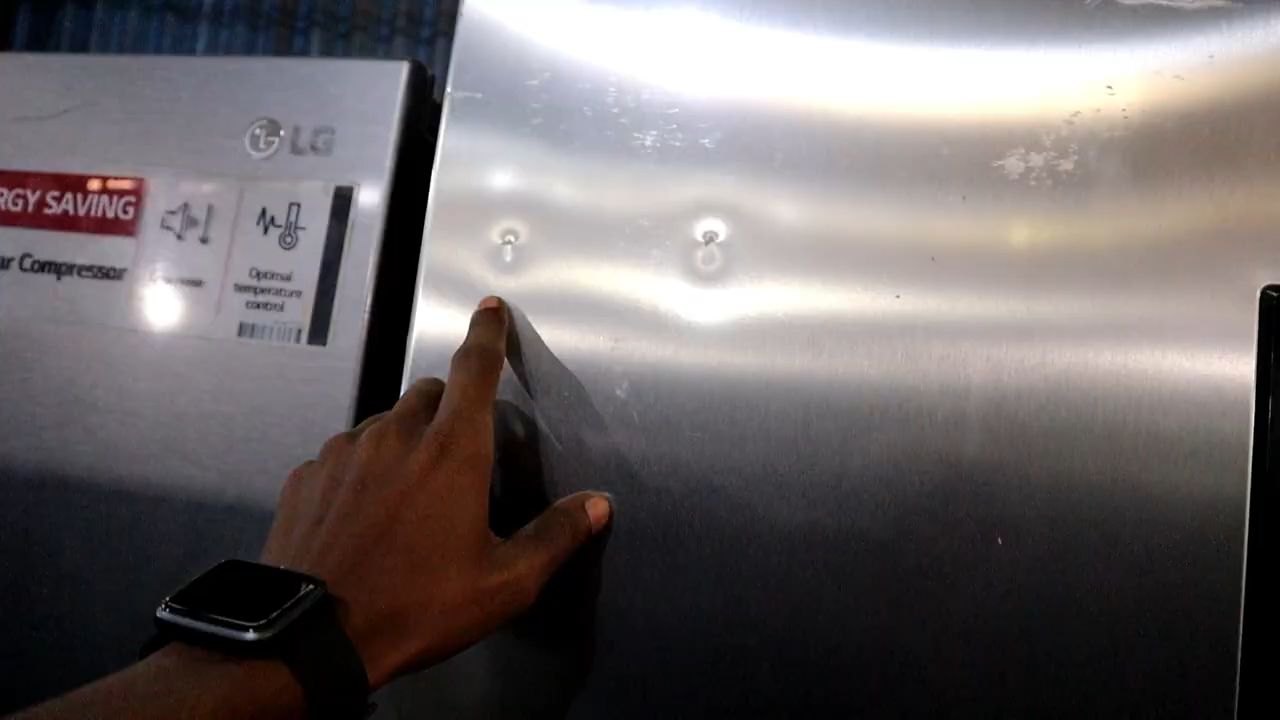 LG
RGY SAVING
ar Compressor
Optimal
temperature
control